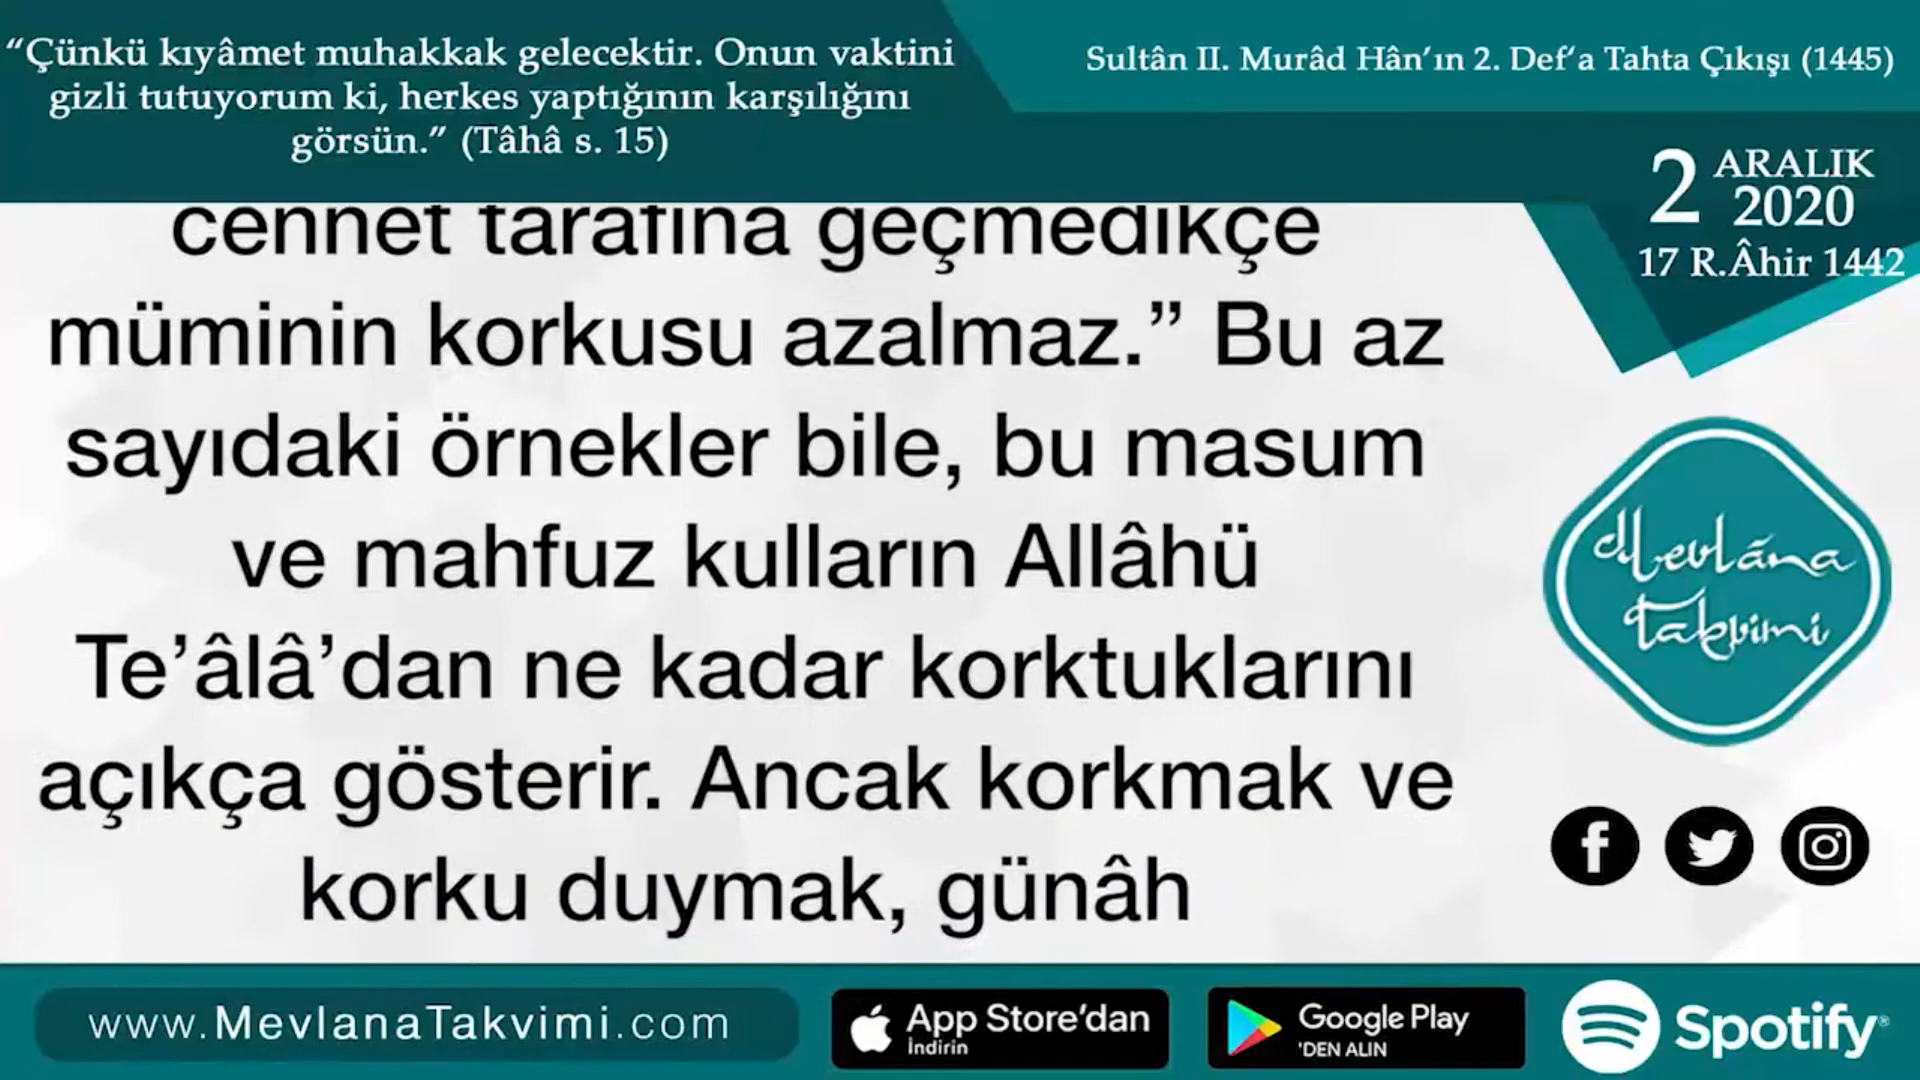 “Çünkü kıyâmet muhakkak gelecektir. Onun vaktini
gizli tutuyorum ki, herkes yaptığının karşılığını
görsün.” (Tâhâ s. 15)
Sultân II. Murâd Hân’ın 2. Def’a Tahta Çıkışı (1445)
2 ARALIK
2020
17 R.Âhir 1442
cennet tarafına geçmedikçe
müminin korkusu azalmaz.” Bu az
sayıdaki örnekler bile, bu masum
ve mahfuz kulların Allâhü
Te’âlâ’dan ne kadar korktuklarını
açıkça gösterir. Ancak korkmak ve
korku duymak, günâh
Mevlâna
Takvimi
www.MevlanaTakvimi.com
App Store’dan
İndirin
Google Play
'DEN ALIN
Spotify